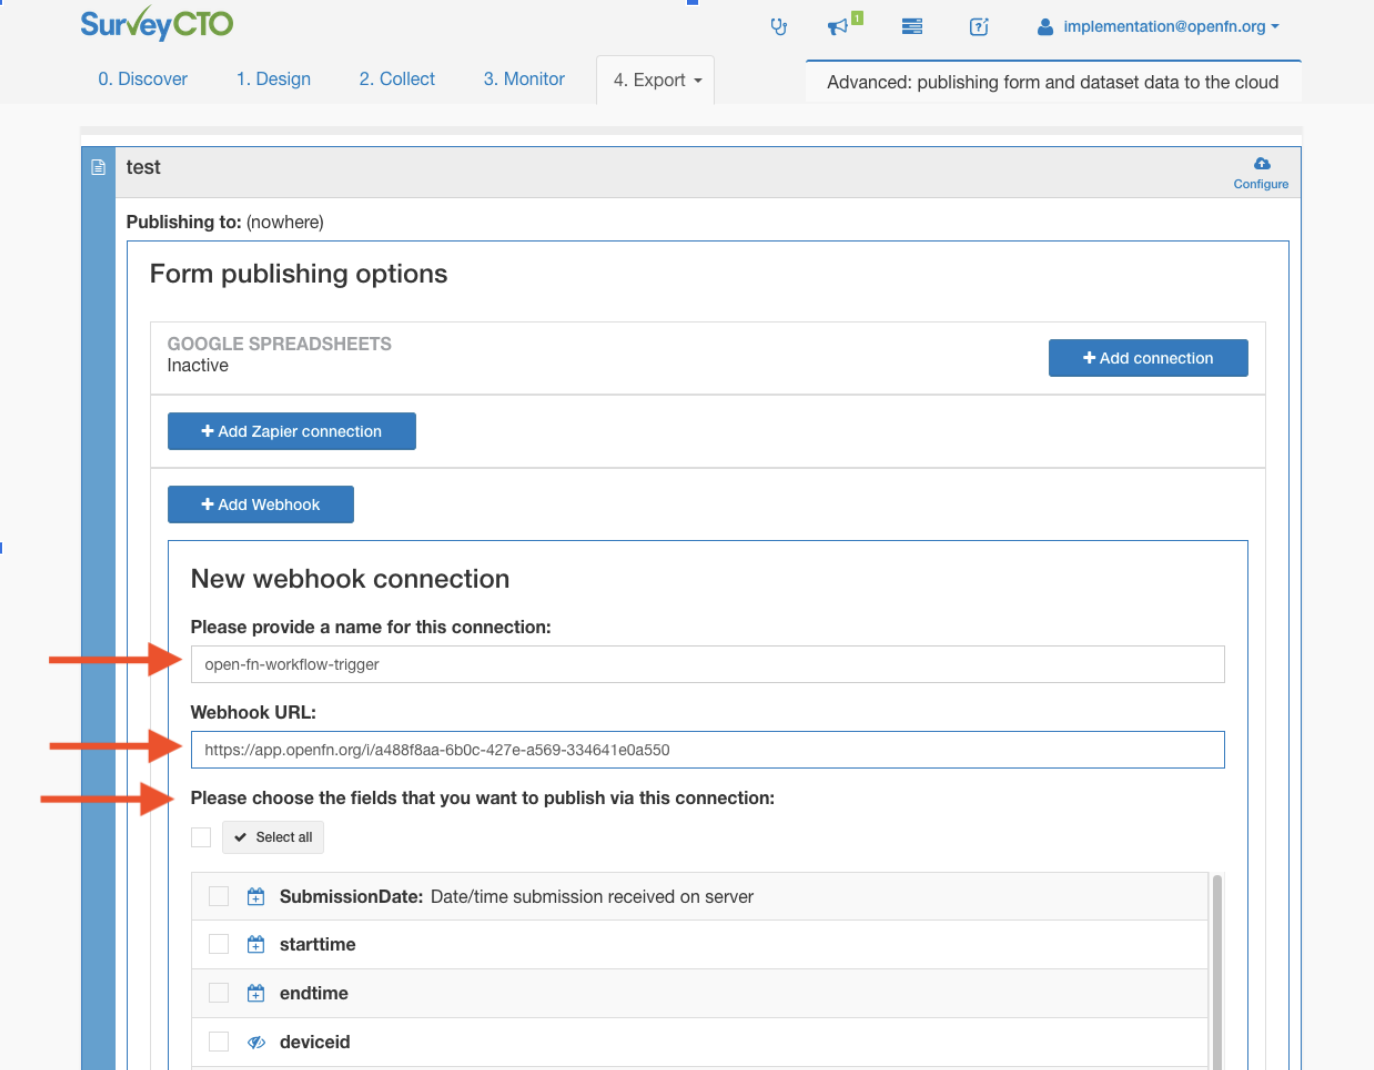 SurveyCTO
1
implementation@openfn.org
0. Discover
1. Design
2. Collect
3. Monitor
4. Export
Advanced: publishing form and dataset data to the cloud
test
Configure
Publishing to: (nowhere)
Form publishing options
GOOGLE SPREADSHEETS
Inactive
Add connection
Add Zapier connection
Add Webhook
New webhook connection
Please provide a name for this connection:
open-fn-workflow-trigger
Webhook URL:
https://app.openfn.org/i/a488f8aa-6b0c-427e-a569-334641e0a550
Please choose the fields that you want to publish via this connection:
Select all
SubmissionDate: Date/time submission received on server
starttime
endtime
deviceid